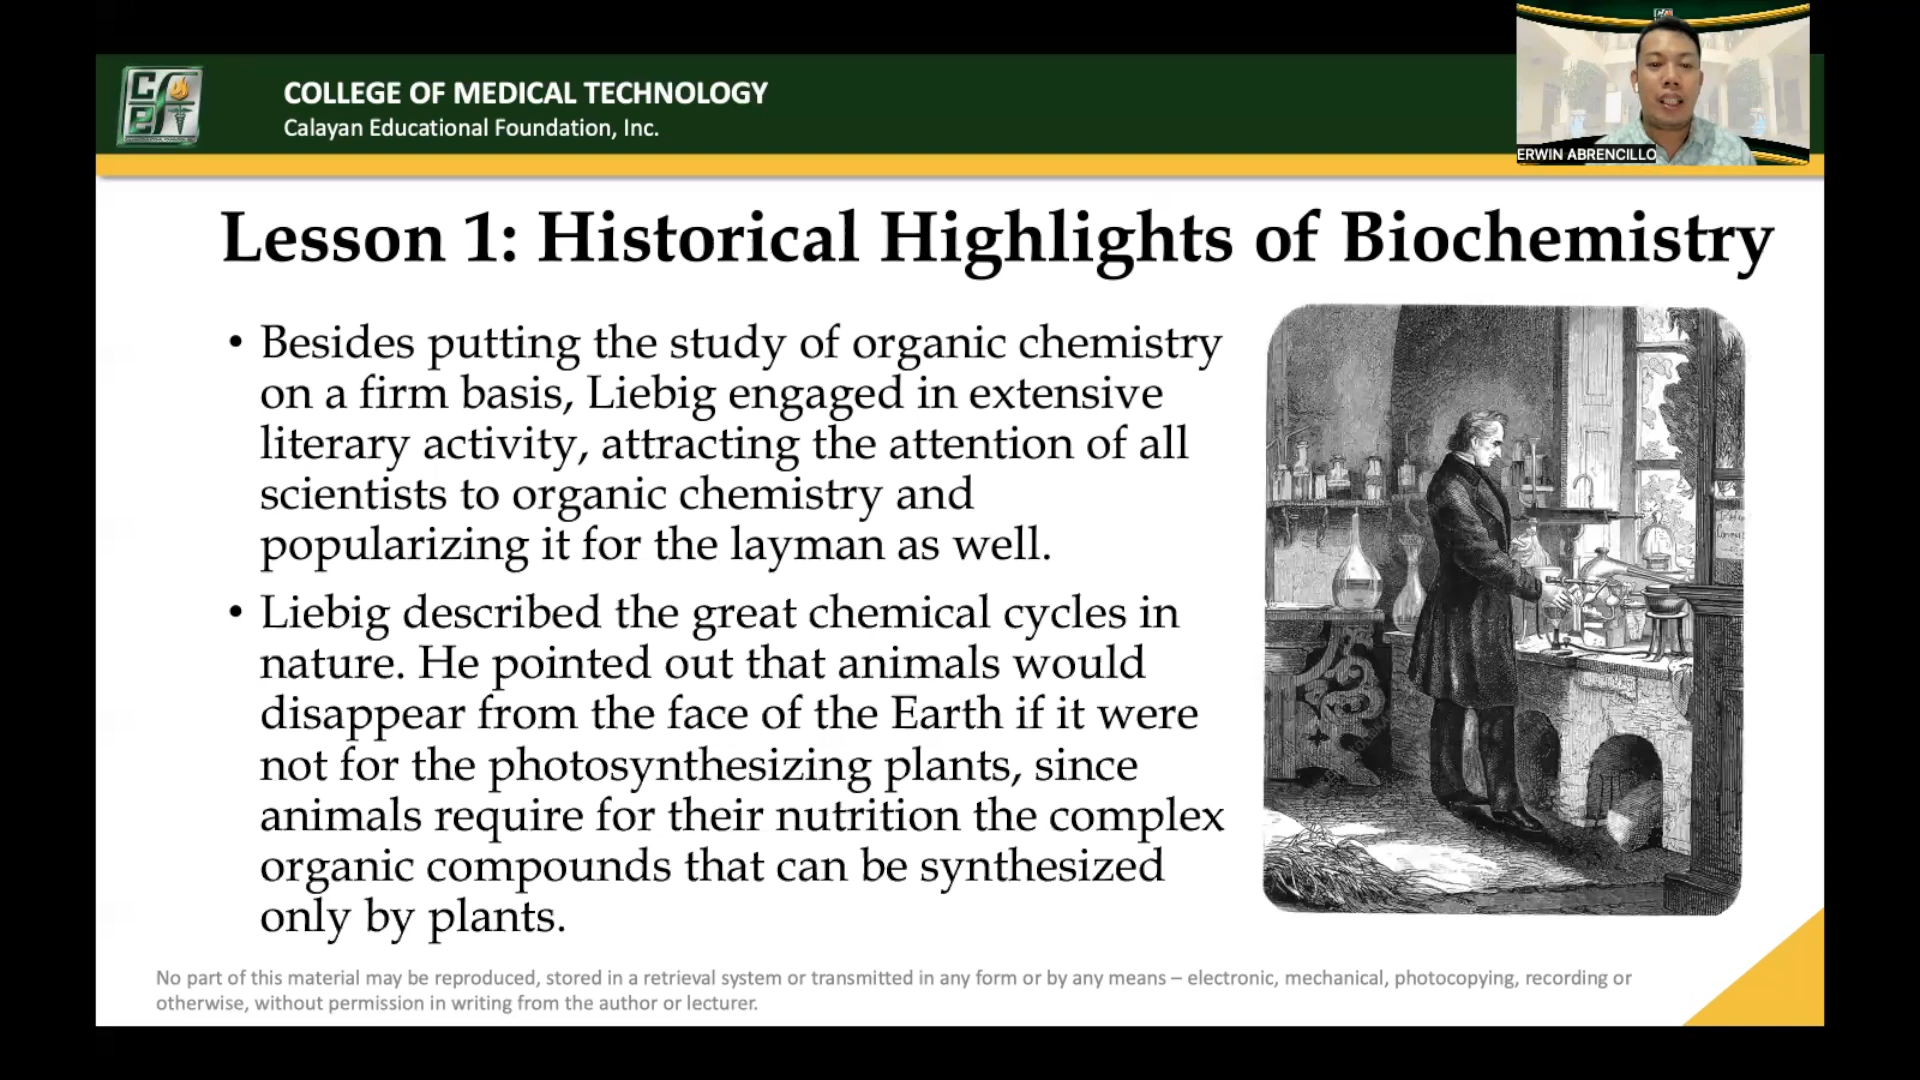 COLLEGE OF MEDICAL TECHNOLOGY
Calayan Educational Foundation, Inc.
ERWIN ABRENCILLO
Lesson 1: Historical Highlights of Biochemistry
• Besides putting the study of organic chemistry
on a firm basis, Liebig engaged in extensive
literary activity, attracting the attention of all
scientists to organic chemistry and
popularizing it for the layman as well.
• Liebig described the great chemical cycles in
nature. He pointed out that animals would
disappear from the face of the Earth if it were
not for the photosynthesizing plants, since
animals require for their nutrition the complex
organic compounds that can be synthesized
only by plants.
No part of this material may be reproduced, stored in a retrieval system or transmitted in any form or by any means – electronic, mechanical, photocopying, recording or
otherwise, without permission in writing from the author or lecturer.